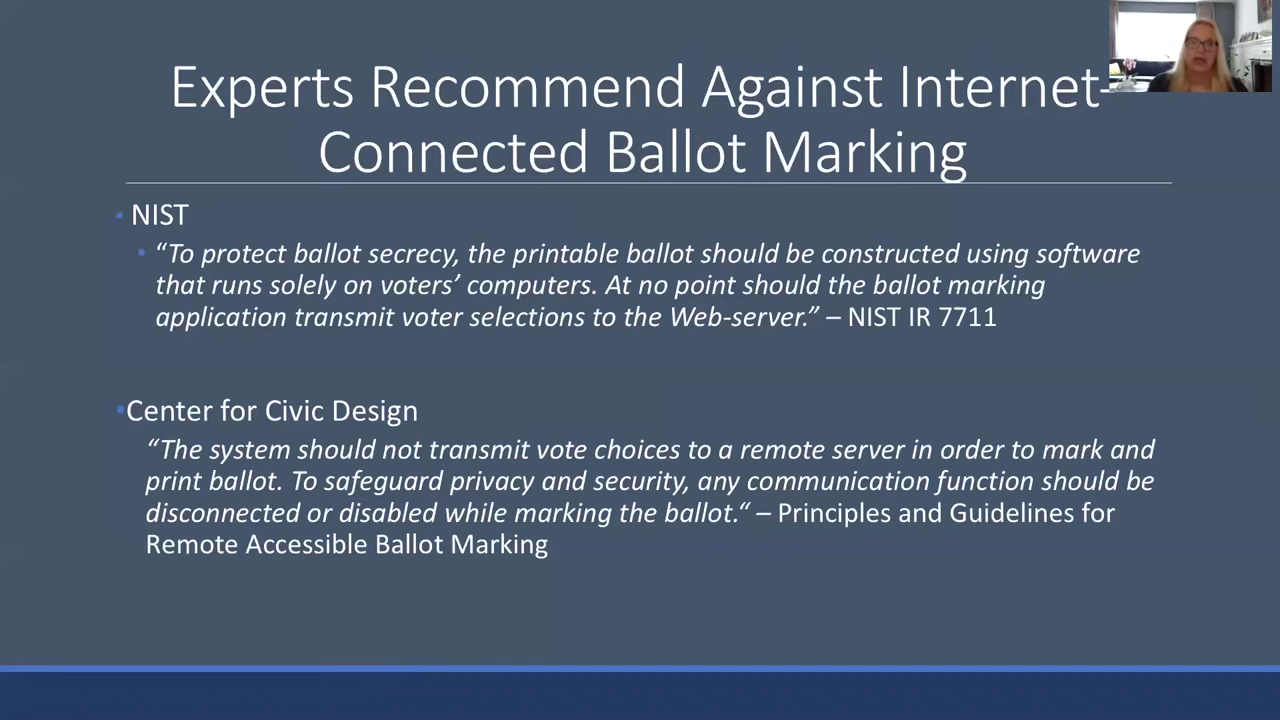 Experts Recommend Against Internet-
Connected Ballot Marking
• NIST
• “To protect ballot secrecy, the printable ballot should be constructed using software
that runs solely on voters’ computers. At no point should the ballot marking
application transmit voter selections to the Web-server.” – NIST IR 7711
•Center for Civic Design
“The system should not transmit vote choices to a remote server in order to mark and
print ballot. To safeguard privacy and security, any communication function should be
disconnected or disabled while marking the ballot.“ – Principles and Guidelines for
Remote Accessible Ballot Marking